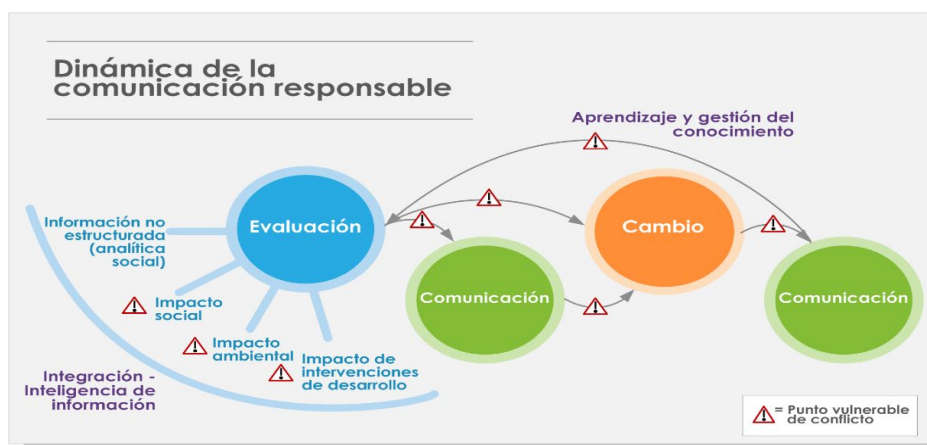 Dinámica de la
comunicación responsable
Aprendizaje y gestión del
conocimiento
Evaluación
Cambio
Información no
estructurada
(analítica
social)
Comunicación
Comunicación
Impacto
social
Impacto
ambiental
Impacto de
intervenciones
de desarrollo
Integración -
Inteligencia de
información
= Punto vulnerable
de conflicto